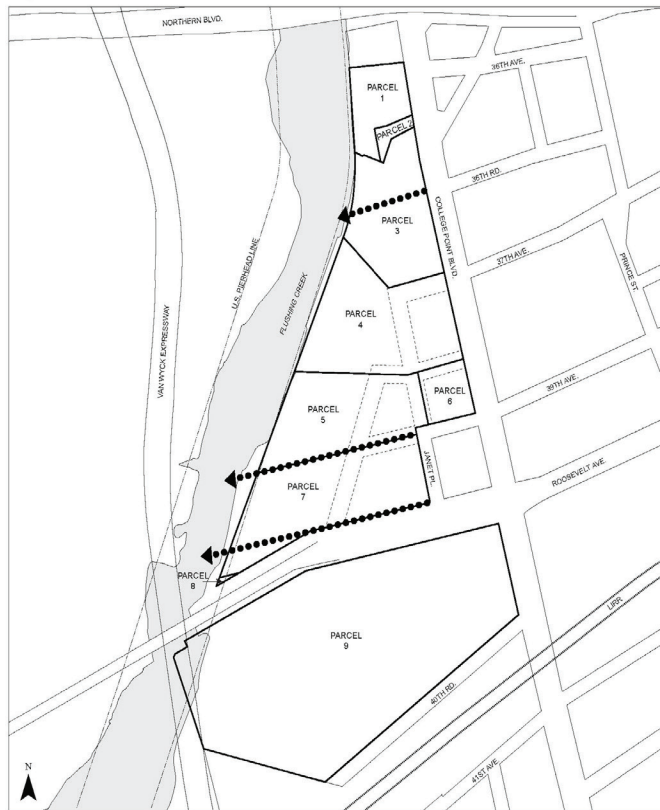 NORTHERN BLVD.
36TH AVE.
PARCEL
1
PARCEL 2
36TH RD.
COLLEGE POINT BLVD.
PARCEL
3
37TH AVE.
PRINCE ST.
U.S. PIERHEAD LINE
FLUSHING CREEK
VAN WYCK EXPRESSWAY
PARCEL
4
39TH AVE.
PARCEL
6
PARCEL
5
JANET PL.
ROOSEVELT AVE.
PARCEL
7
PARCEL
8
LIRR
PARCEL
9
40TH RD.
41ST AVE
N